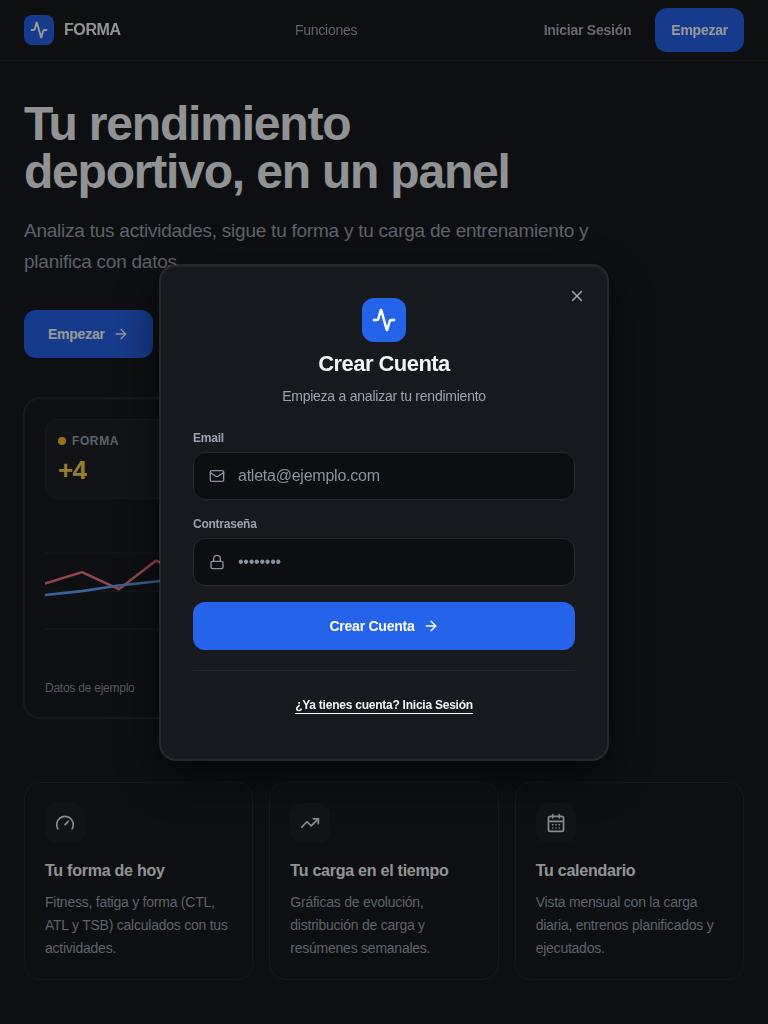 FORMA
Funciones
Iniciar Sesión
Empezar
Tu rendimiento
deportivo, en un panel
Analiza tus actividades, sigue tu forma y tu carga de entrenamiento y
planifica con datos
Empezar
FORMA
+4
Datos de ejemplo
Crear Cuenta
Empieza a analizar tu rendimiento
Email
atleta@ejemplo.com
Contraseña
••••••••
Crear Cuenta
¿Ya tienes cuenta? Inicia Sesión
Tu forma de hoy
Fitness, fatiga y forma (CTL,
ATL y TSB) calculados con tus
actividades.
Tu carga en el tiempo
Gráficas de evolución,
distribución de carga y
resúmenes semanales.
Tu calendario
Vista mensual con la carga
diaria, entrenos planificados y
ejecutados.